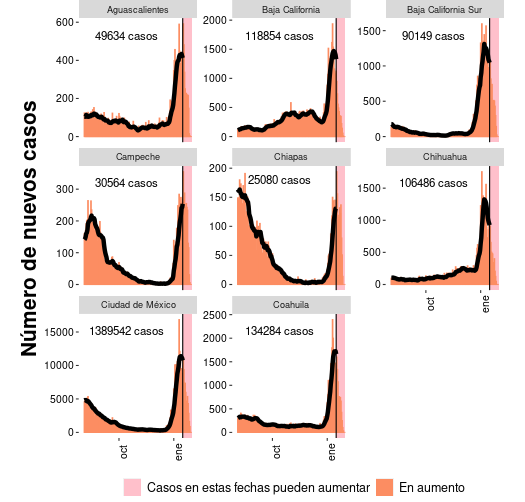 Número de nuevos casos
Aguascalientes
49634 casos
600
400
200
0
Baja California
118854 casos
2000
1500
1000
500
0
Baja California Sur
90149 casos
1500
1000
500
0
Campeche
30564 casos
300
200
100
0
Chiapas
25080 casos
200
150
100
50
0
Chihuahua
106486 casos
1500
1000
500
0
oct
ene
Ciudad de México
1389542 casos
15000
10000
5000
0
oct
ene
Coahuila
134284 casos
2500
2000
1500
1000
500
0
oct
ene
Casos en estas fechas pueden aumentar
En aumento